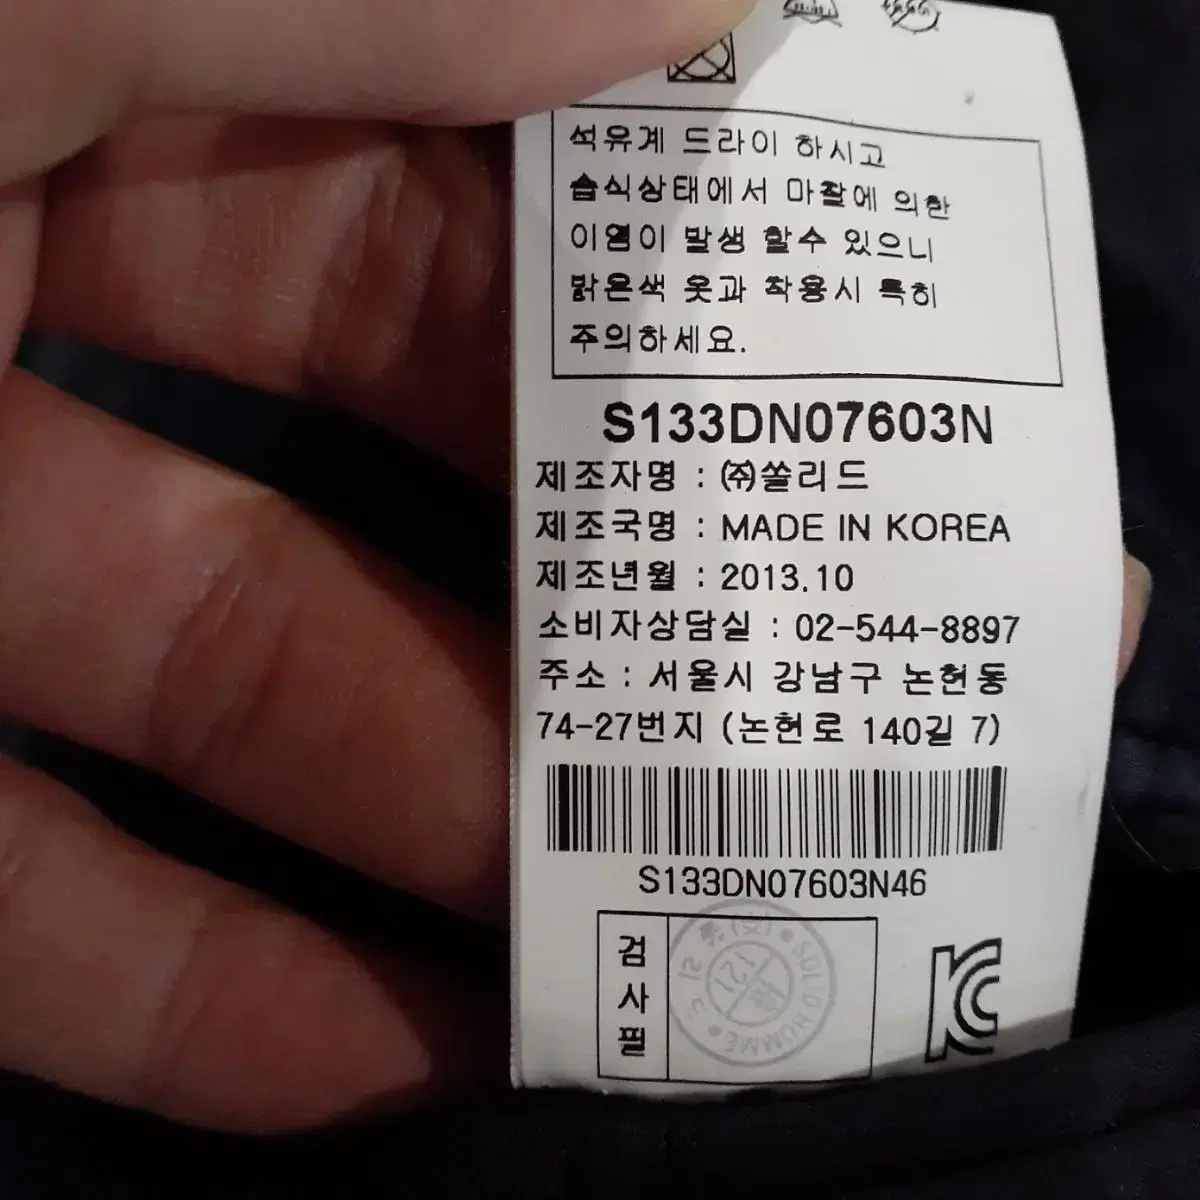 석유계 드라이 하시고
습식상태에서 마찰에 의한
이염이 발생 할수 있으니
밝은색 옷과 착용시 특히
주의하세요.
S133DN07603N
제조자명 : ㈜쏠리드
제조국명 : MADE IN KOREA
제조년월 : 2013.10
소비자상담실 : 02-544-8897
주소 : 서울시 강남구 논현동
74-27번지 (논현로 140길 7)
S133DN07603N46
검
사
필
SOLID HOMME
121
KC